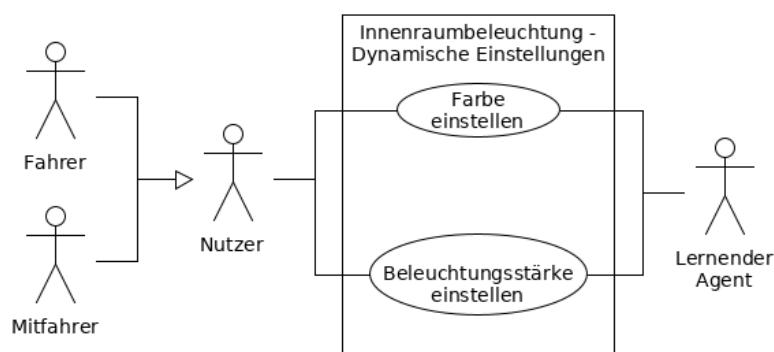 Innenraumbeleuchtung -
Dynamische Einstellungen
Farbe
einstellen
Fahrer
Nutzer
Beleuchtungsstärke
einstellen
Lernender
Agent
Mitfahrer